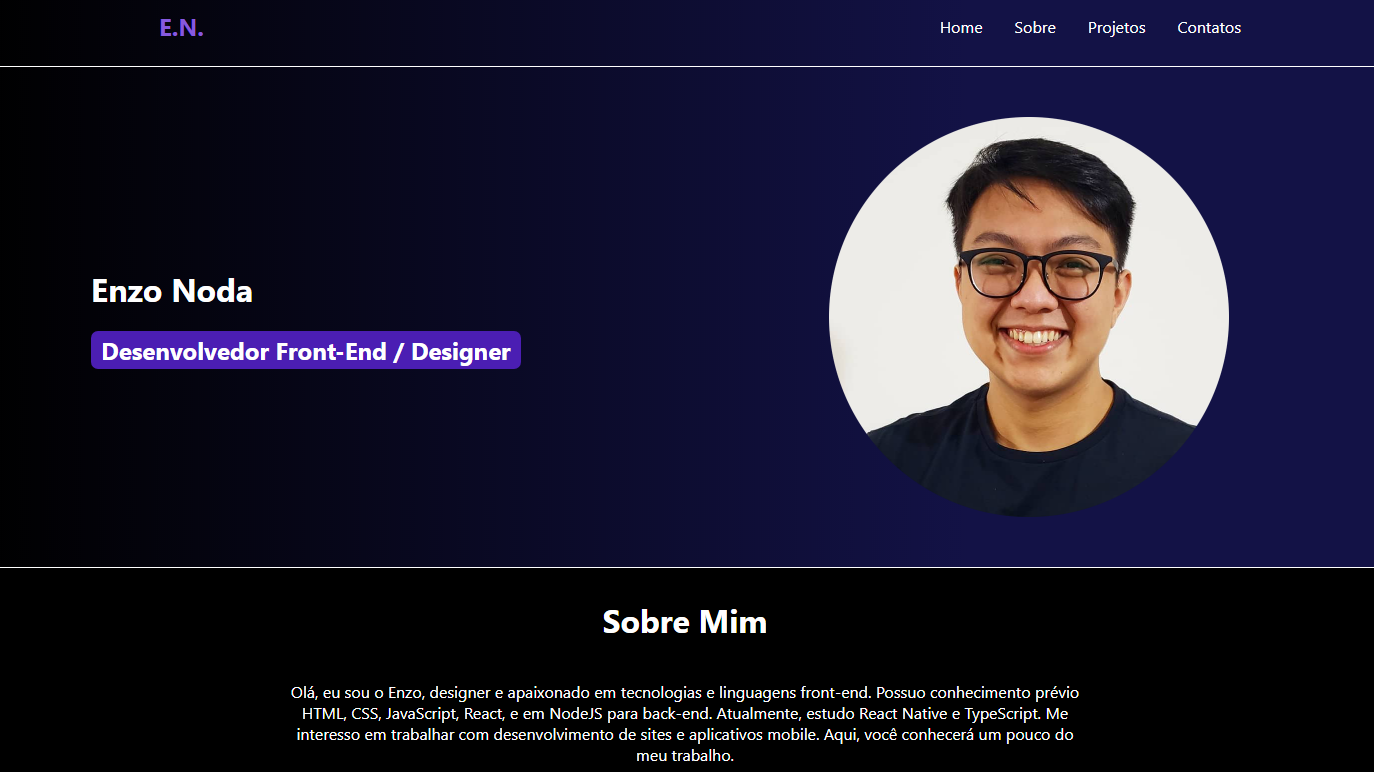 E.N.
Home Sobre Projetos Contatos
Enzo Noda
Desenvolvedor Front-End / Designer
Sobre Mim
Olá, eu sou o Enzo, designer e apaixonado em tecnologias e linguagens front-end. Possuo conhecimento prévio
HTML, CSS, JavaScript, React, e em NodeJS para back-end. Atualmente, estudo React Native e TypeScript. Me
interesso em trabalhar com desenvolvimento de sites e aplicativos mobile. Aqui, você conhecerá um pouco do
meu trabalho.